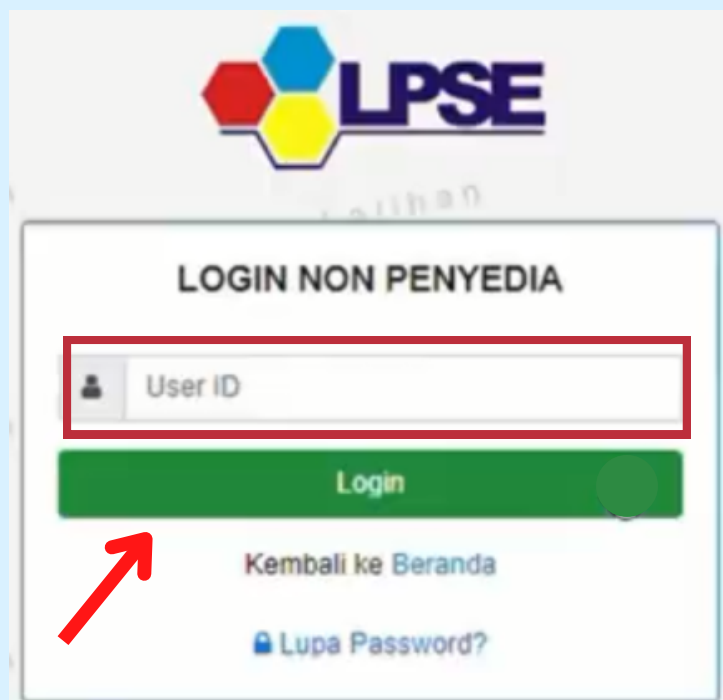 LPSE
LOGIN NON PENYEDIA
User ID
Login
Kembali ke Beranda
Lupa Password?